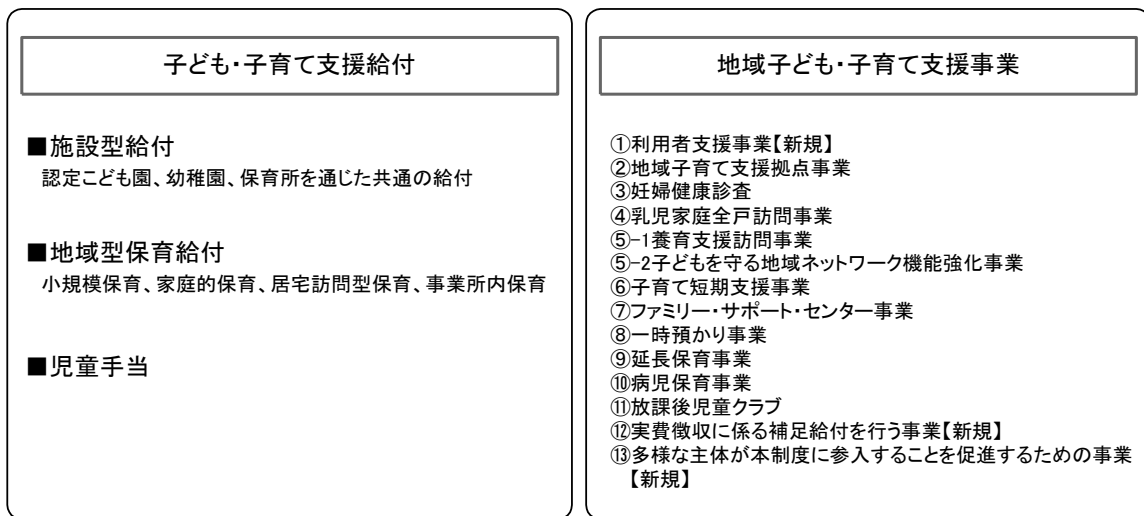 子ども・子育て支援給付
■施設型給付
認定こども園、幼稚園、保育所を通じた共通の給付
■地域型保育給付
小規模保育、家庭的保育、居宅訪問型保育、事業所内保育
■児童手当
地域子ども・子育て支援事業
①利用者支援事業【新規】
②地域子育て支援拠点事業
③妊婦健康診査
④乳児家庭全戸訪問事業
⑤-1養育支援訪問事業
⑤-2子どもを守る地域ネットワーク機能強化事業
⑥子育て短期支援事業
⑦ファミリー・サポート・センター事業
⑧一時預かり事業
⑨延長保育事業
⑩病児保育事業
⑪放課後児童クラブ
⑫実費徴収に係る補足給付を行う事業【新規】
⑬多様な主体が本制度に参入することを促進するための事業
【新規】